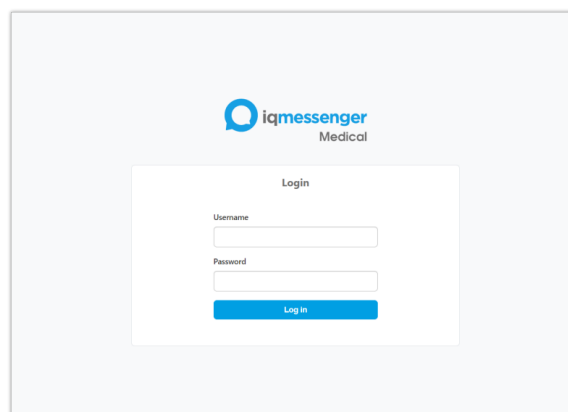 iqmessenger
Medical
Login
Username
Password
Log in